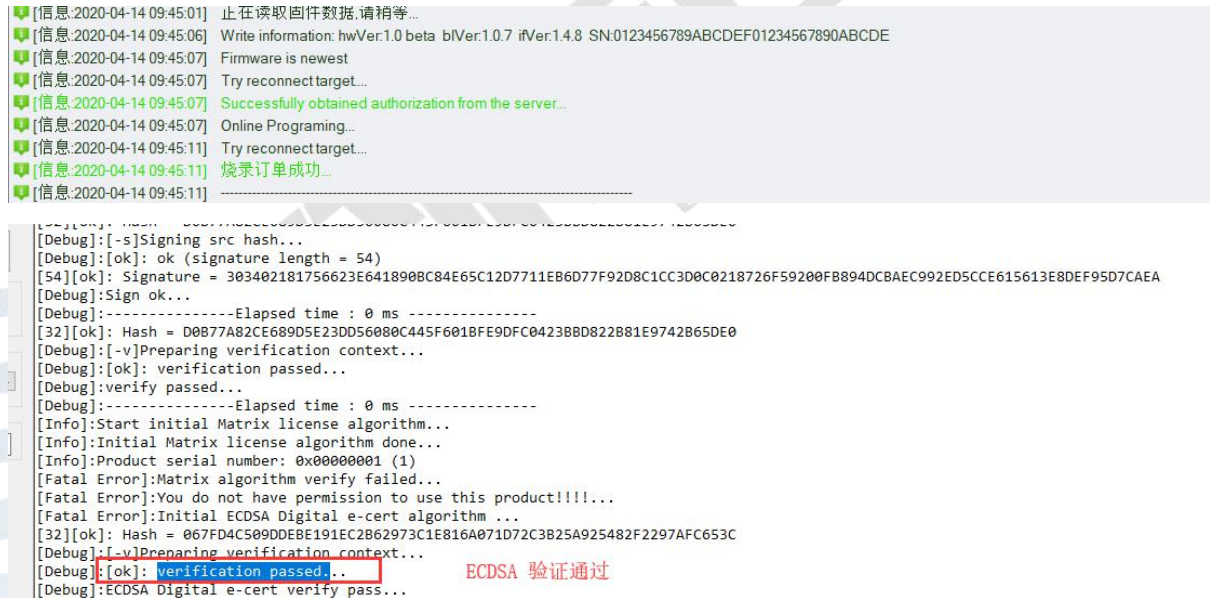 [信息:2020-04-14 09:45:01] 正在读取固件数据,请稍等...
[信息:2020-04-14 09:45:06] Write information: hwVer:1.0 beta blVer:1.0.7 ifVer:1.4.8 SN:0123456789ABCDEF01234567890ABCDE
[信息:2020-04-14 09:45:07] Firmware is newest
[信息:2020-04-14 09:45:07] Try reconnect target....
[信息:2020-04-14 09:45:07] Successfully obtained authorization from the server...
[信息:2020-04-14 09:45:07] Online Programing...
[信息:2020-04-14 09:45:11] Try reconnect target....
[信息:2020-04-14 09:45:11] 烧录订单成功...
[信息:2020-04-14 09:45:11] ------------------------------------------------------------
[32][ok]: Hash = D0B77A82CE689D5E23DD56080C445F601BFE9DFC0423BBD822B81E9742B65DE0
[Debug]:[-s]Signing src hash...
[Debug]:[ok]: ok (signature length = 54)
[54][ok]: Signature = 303402181756623E641890BC84E65C12D7711EB6D77F92D8C1CC3D0C0218726F59200FB894DCBAEC992ED5CCE615613E8DEF95D7CAEA
[Debug]:Sign ok...
[Debug]:---------------Elapsed time : 0 ms ---------------
[32][ok]: Hash = D0B77A82CE689D5E23DD56080C445F601BFE9DFC0423BBD822B81E9742B65DE0
[Debug]:[-v]Preparing verification context...
[Debug]:[ok]: verification passed...
[Debug]:verify passed...
[Debug]:---------------Elapsed time : 0 ms ---------------
[Info]:Start initial Matrix license algorithm...
[Info]:Initial Matrix license algorithm done...
[Info]:Product serial number: 0x00000001 (1)
[Fatal Error]:Matrix algorithm verify failed...
[Fatal Error]:You do not have permission to use this product!!!!...
[Fatal Error]:Initial ECDSA Digital e-cert algorithm ...
[32][ok]: Hash = 067FD4C509DDEBE191EC2B62973C1E816A071D72C3B25A925482F2297AFC653C
[Debug]:[-v]Preparing verification context...
[Debug]:[ok]: verification passed... ECDSA 验证通过
[Debug]:ECDSA Digital e-cert verify pass...